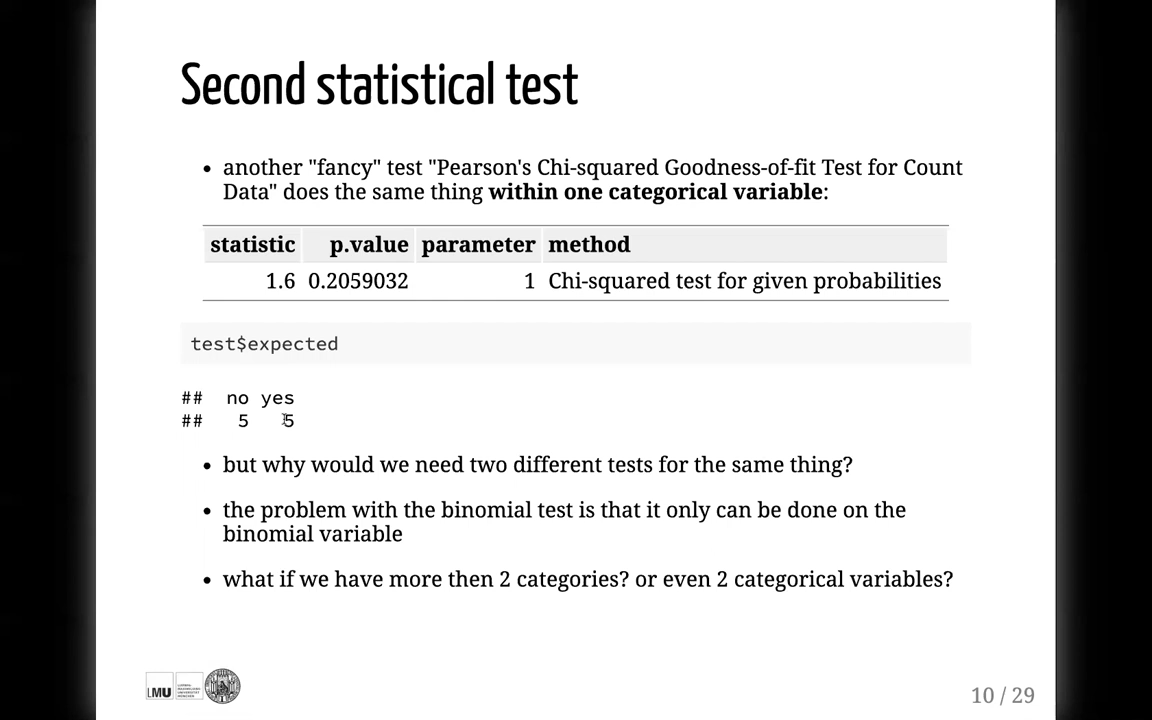 Second statistical test
• another "fancy" test "Pearson's Chi-squared Goodness-of-fit Test for Count
Data" does the same thing within one categorical variable:
statistic p.value parameter method
1.6 0.2059032 1 Chi-squared test for given probabilities
test$expected
## no yes
## 5 5
• but why would we need two different tests for the same thing?
• the problem with the binomial test is that it only can be done on the
binomial variable
• what if we have more then 2 categories? or even 2 categorical variables?
LMU
10 / 29